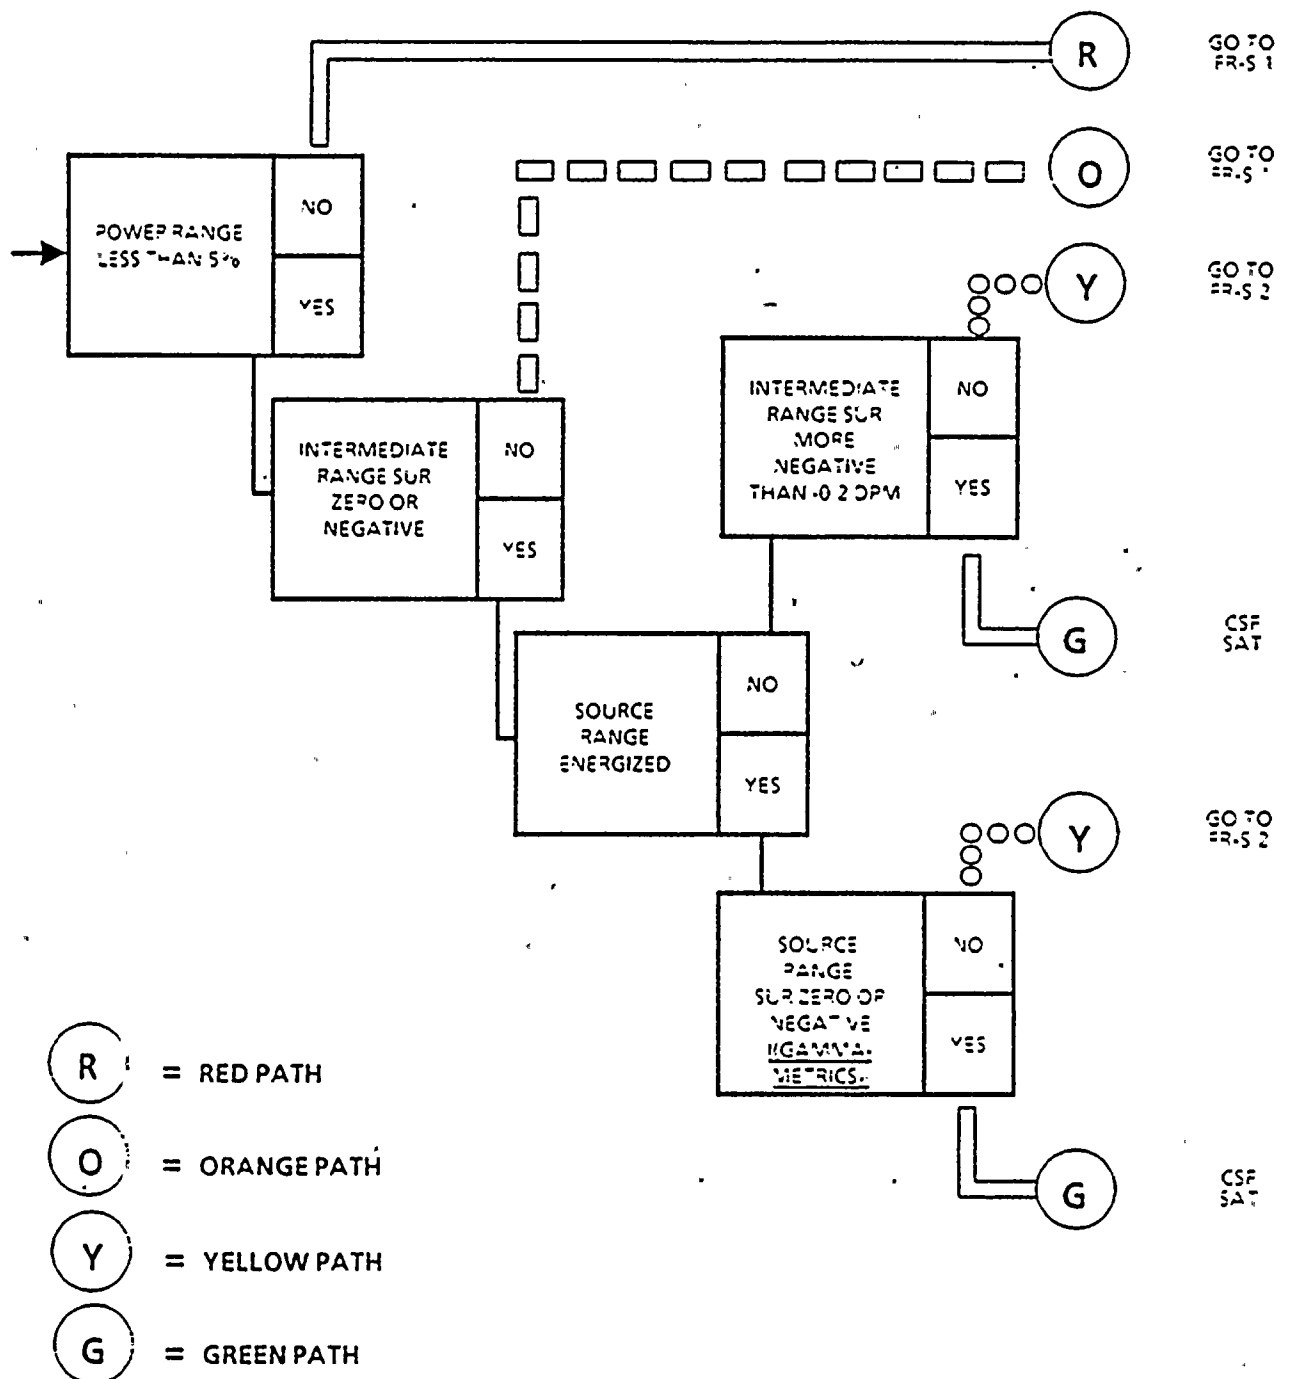 R
GO TO
FR-S 1
O
GO TO
FR-S
Y
GO TO
FR-S 2
POWER RANGE
LESS THAN 5%
NO
YES
INTERMEDIATE
RANGE SUR
ZERO OR
NEGATIVE
NO
YES
INTERMEDIATE
RANGE SUR
MORE
NEGATIVE
THAN -0 2 DPM
NO
YES
G
CSF
SAT
SOURCE
RANGE
ENERGIZED
NO
YES
Y
GO TO
FR-S 2
SOURCE
RANGE
SUR ZERO OR
NEGATIVE
GAMMA-
METRICS
NO
YES
G
CSF
SAT
R = RED PATH
O = ORANGE PATH
Y = YELLOW PATH
G = GREEN PATH